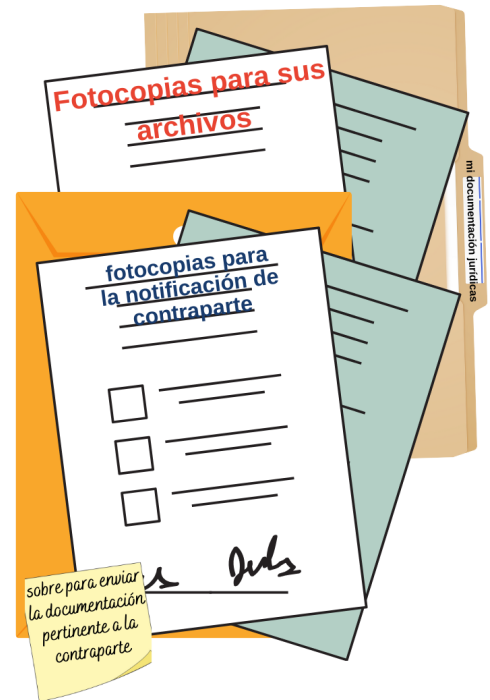 Fotocopias para sus
archivos
mi documentación jurídicas
fotocopias para
la notificación de
contraparte
sobre para enviar
la documentación
pertinente a la
contraparte